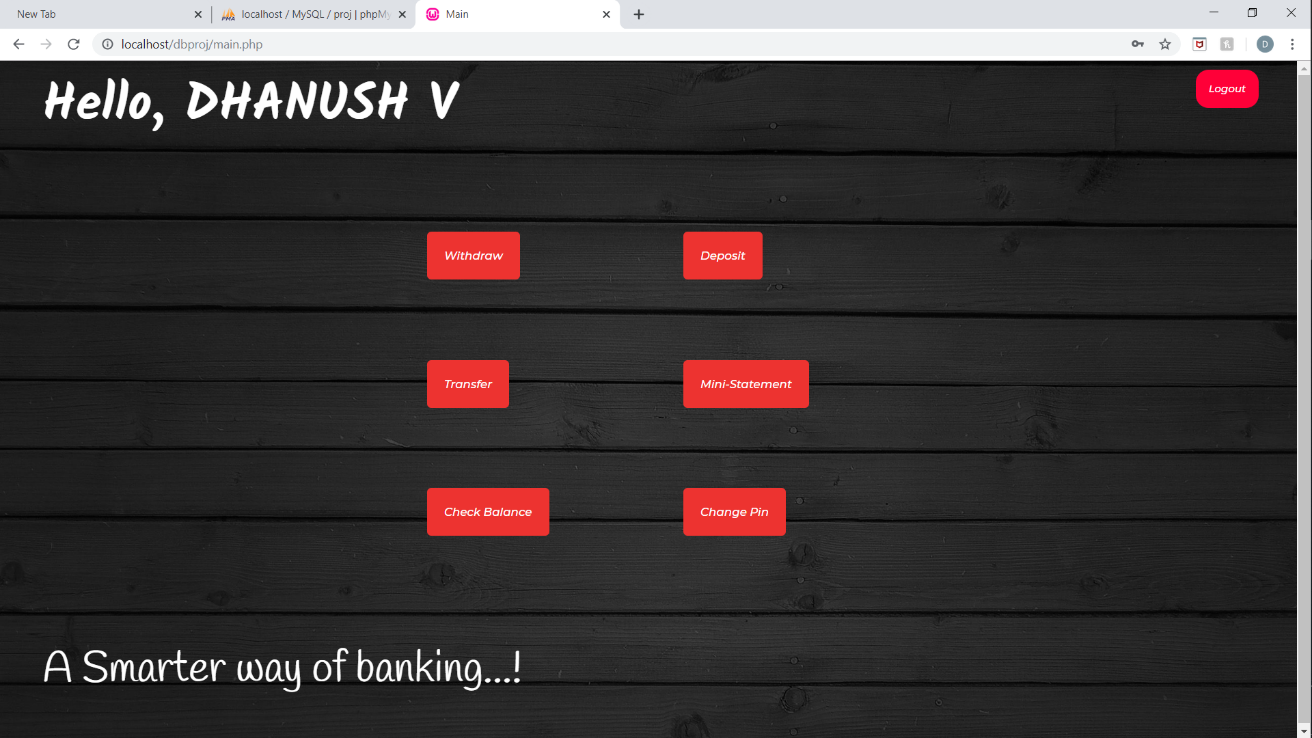 New Tab
localhost / MySQL / proj | phpMy
Main
localhost/dbproj/main.php
D
Hello, DHANUSH V
Logout
Withdraw
Deposit
Transfer
Mini-Statement
Check Balance
Change Pin
A Smarter way of banking...!